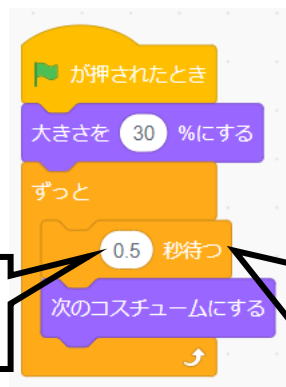 が押されたとき
大きさを 30 %にする
ずっと
0.5 秒待つ
次のコスチュームにする